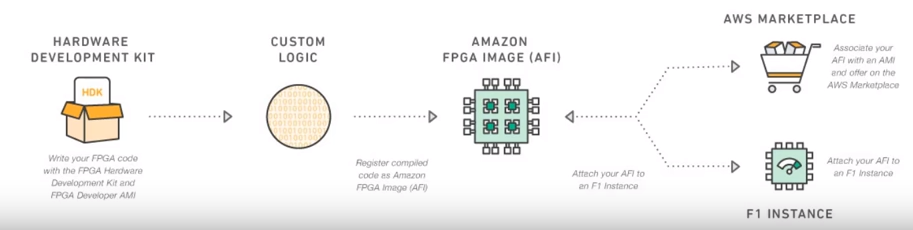 HARDWARE
DEVELOPMENT KIT
HDK
Write your FPGA code
with the FPGA Hardware
Development Kit and
FPGA Developer AMI
CUSTOM
LOGIC
Register compiled
code as Amazon
FPGA Image (AFI)
AMAZON
FPGA IMAGE (AFI)
Attach your AFI to
an F1 Instance
AWS MARKETPLACE
Associate your
AFI with an AMI
and offer on the
AWS Marketplace
Attach your AFI to
an F1 Instance
F1 INSTANCE